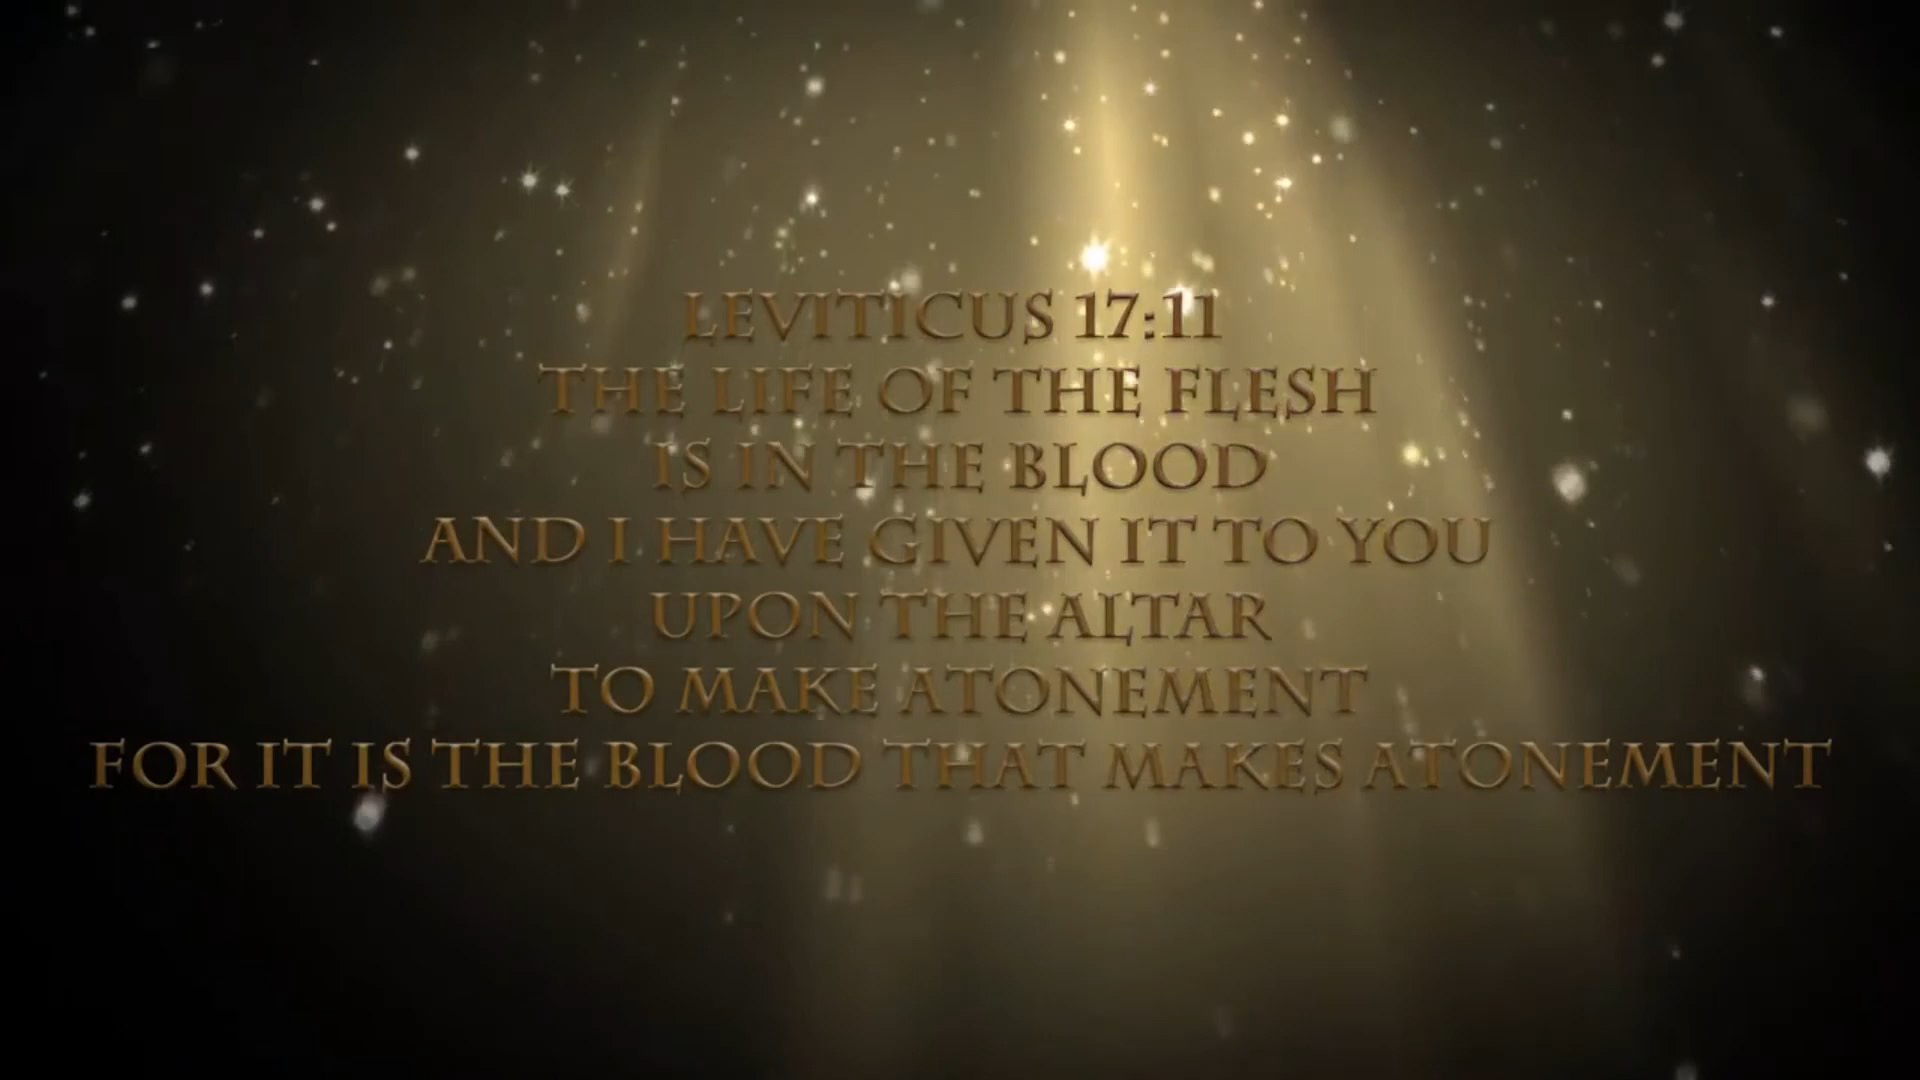 LEVITICUS 17:11
THE LIFE OF THE FLESH
IS IN THE BLOOD
AND I HAVE GIVEN IT TO YOU
UPON THE ALTAR
TO MAKE ATONEMENT
FOR IT IS THE BLOOD THAT MAKES ATONEMENT